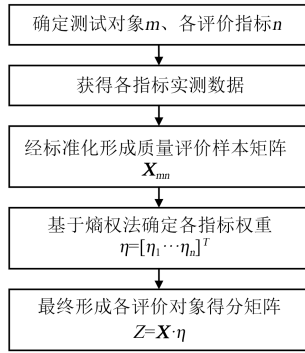 确定测试对象m、各评价指标n
获得各指标实测数据
经标准化形成质量评价样本矩阵
Xmn
基于熵权法确定各指标权重
η=[η1···ηn]T
最终形成各评价对象得分矩阵
Z=X·η